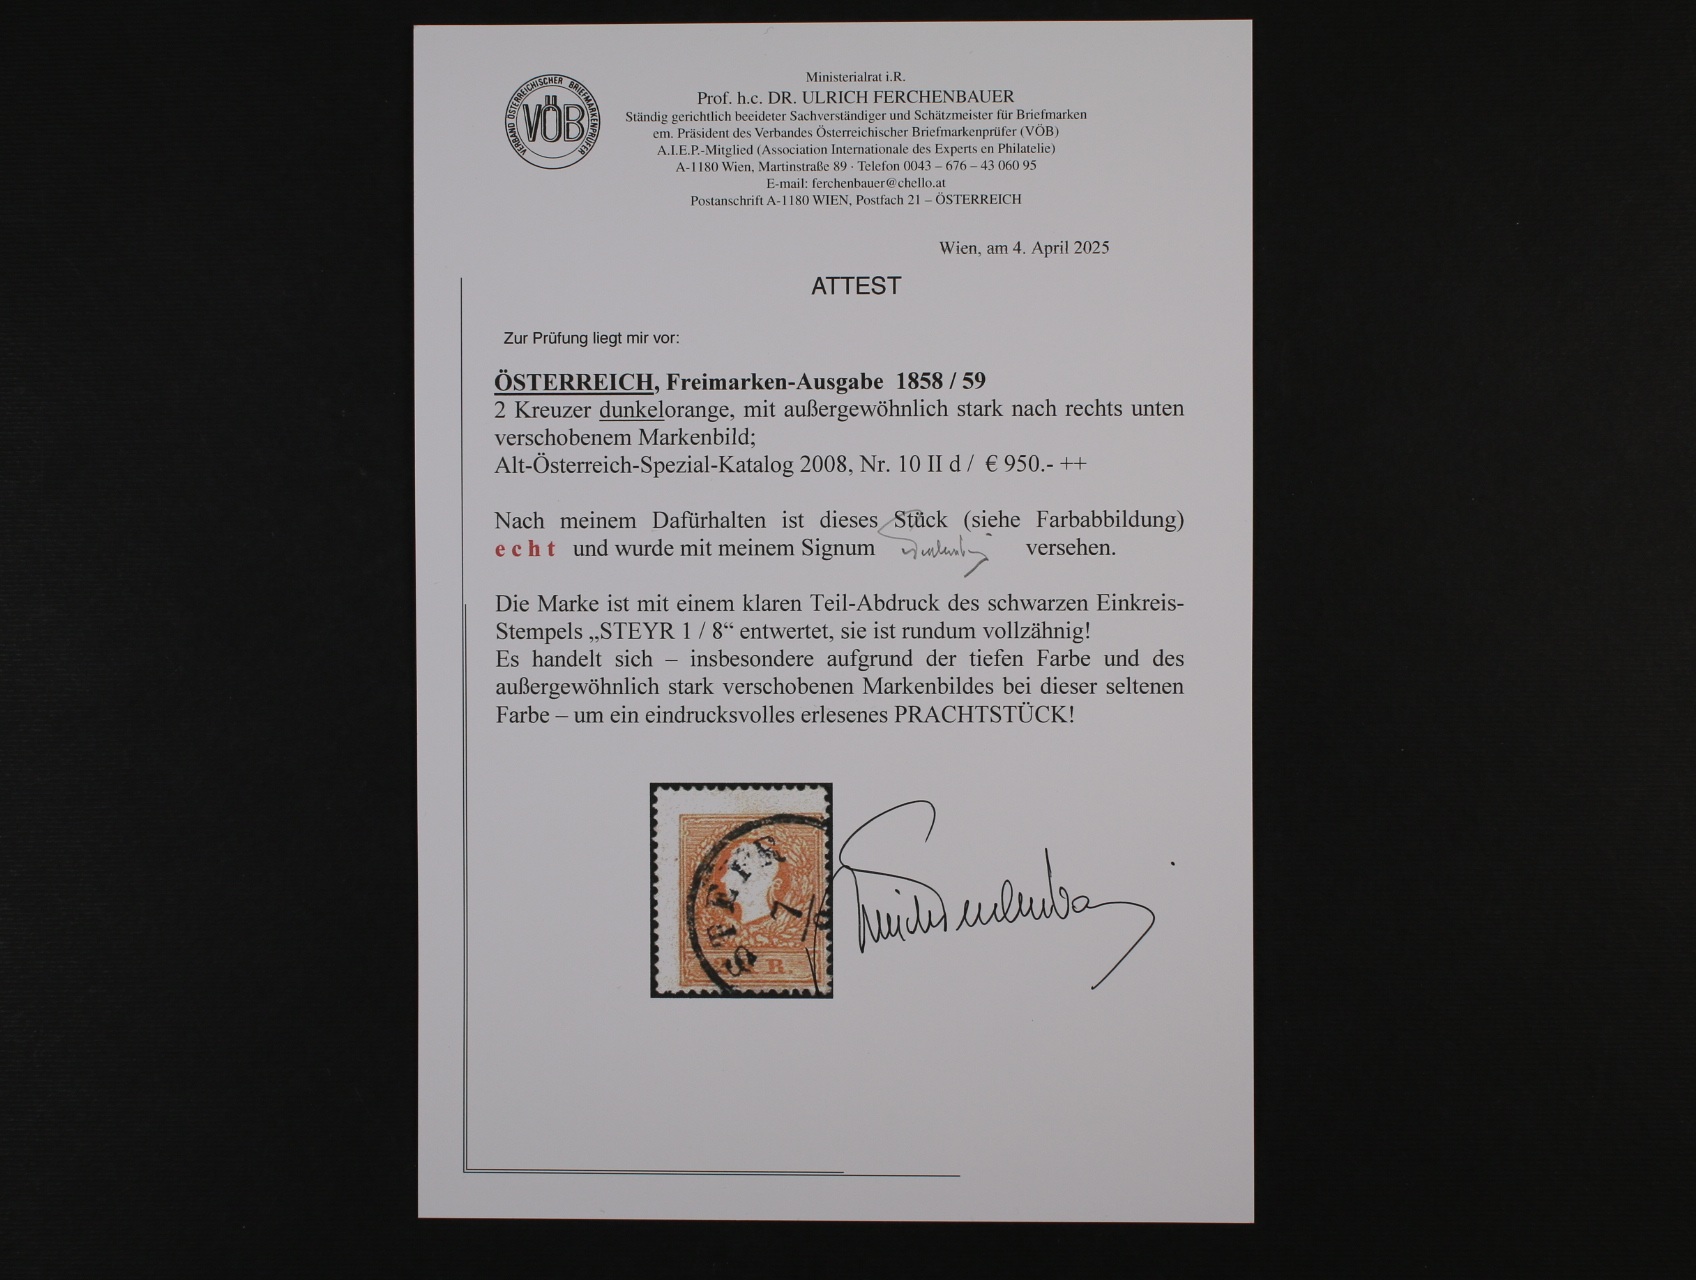 VERBAND ÖSTERREICHISCHER BRIEFMARKENPRÜFER
VÖB
Ministerialrat i.R.
Prof. h.c. DR. ULRICH FERCHENBAUER
Ständig gerichtlich beeideter Sachverständiger und Schätzmeister für Briefmarken
em. Präsident des Verbandes Österreichischer Briefmarkenprüfer (VÖB)
A.I.E.P.-Mitglied (Association Internationale des Experts en Philatelie)
A-1180 Wien, Martinstraße 89 · Telefon 0043 – 676 – 43 060 95
E-mail: ferchenbauer@chello.at
Postanschrift A-1180 WIEN, Postfach 21 – ÖSTERREICH
Wien, am 4. April 2025
ATTEST
Zur Prüfung liegt mir vor:
ÖSTERREICH, Freimarken-Ausgabe 1858 / 59
2 Kreuzer dunkelorange, mit außergewöhnlich stark nach rechts unten
verschobenem Markenbild;
Alt-Österreich-Spezial-Katalog 2008, Nr. 10 II d / € 950.- ++
Nach meinem Dafürhalten ist dieses Stück (siehe Farbabbildung)
echt und wurde mit meinem Signum versehen.
Die Marke ist mit einem klaren Teil-Abdruck des schwarzen Einkreis-
Stempels „STEYR 1 / 8“ entwertet, sie ist rundum vollzähnig!
Es handelt sich – insbesondere aufgrund der tiefen Farbe und des
außergewöhnlich stark verschobenen Markenbildes bei dieser seltenen
Farbe – um ein eindrucksvolles erlesenes PRACHTSTÜCK!